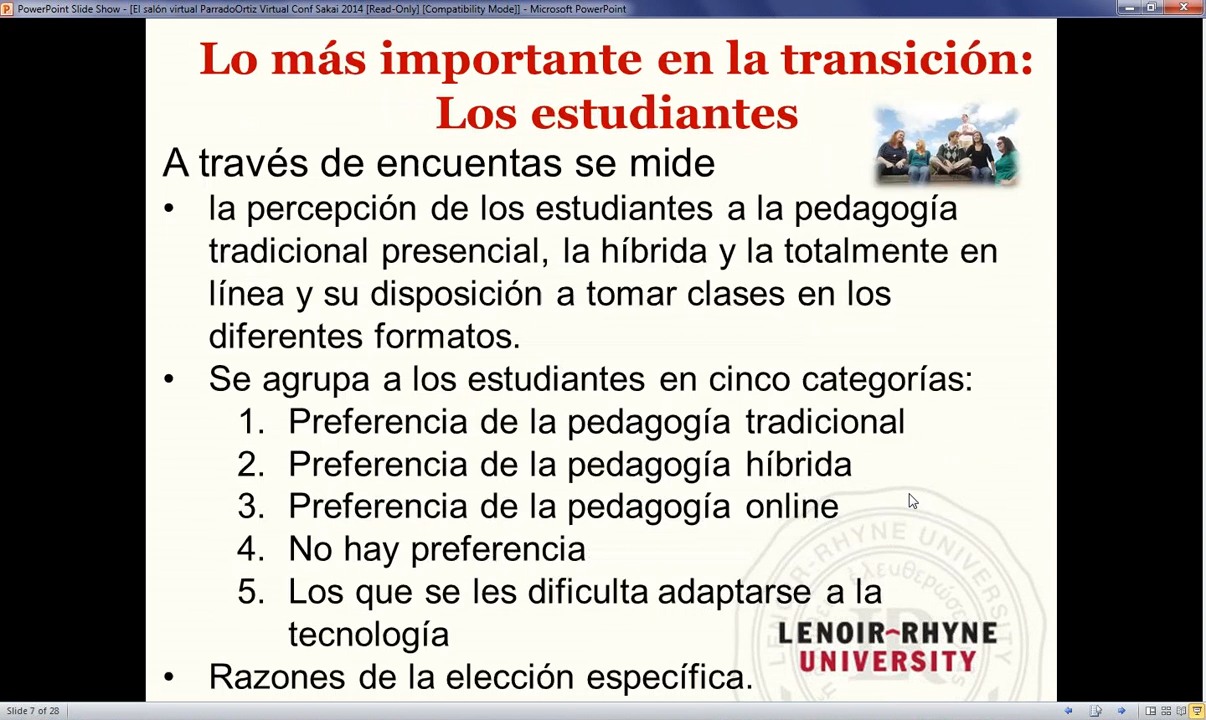 PowerPoint Slide Show - [El salón virtual ParradoOrtiz Virtual Conf Sakai 2014 [Read-Only] [Compatibility Mode]] - Microsoft PowerPoint
Lo más importante en la transición:
Los estudiantes
A través de encuentas se mide
• la percepción de los estudiantes a la pedagogía
tradicional presencial, la híbrida y la totalmente en
línea y su disposición a tomar clases en los
diferentes formatos.
• Se agrupa a los estudiantes en cinco categorías:
1. Preferencia de la pedagogía tradicional
2. Preferencia de la pedagogía híbrida
3. Preferencia de la pedagogía online
4. No hay preferencia
5. Los que se les dificulta adaptarse a la
tecnología
• Razones de la elección específica.
LENOIR-RHYNE UNIVERSITY
LR
LENOIR-RHYNE
UNIVERSITY
Slide 7 of 28